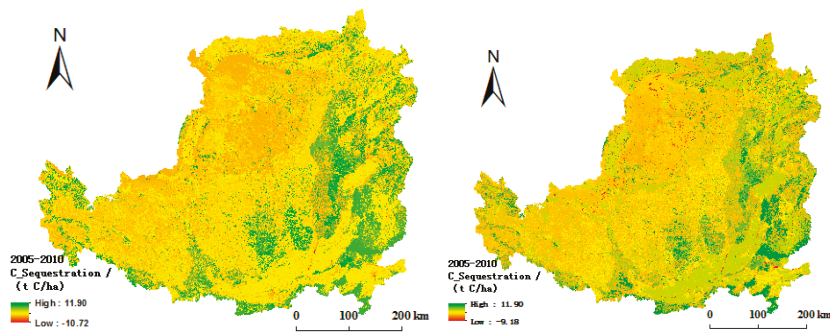 N
2005-2010
C_Sequestration /
(t C/ha)
High : 11.90
Low : -10.72
0 100 200 km
N
2005-2010
C_Sequestration /
(t C/ha)
High : 11.90
Low : -9.18
0 100 200 km